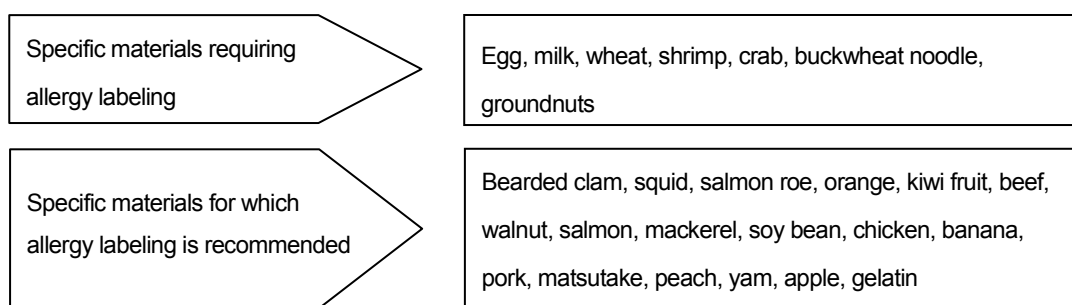 Specific materials requiring
allergy labeling
Egg, milk, wheat, shrimp, crab, buckwheat noodle,
groundnuts
Specific materials for which
allergy labeling is recommended
Bearded clam, squid, salmon roe, orange, kiwi fruit, beef,
walnut, salmon, mackerel, soy bean, chicken, banana,
pork, matsutake, peach, yam, apple, gelatin